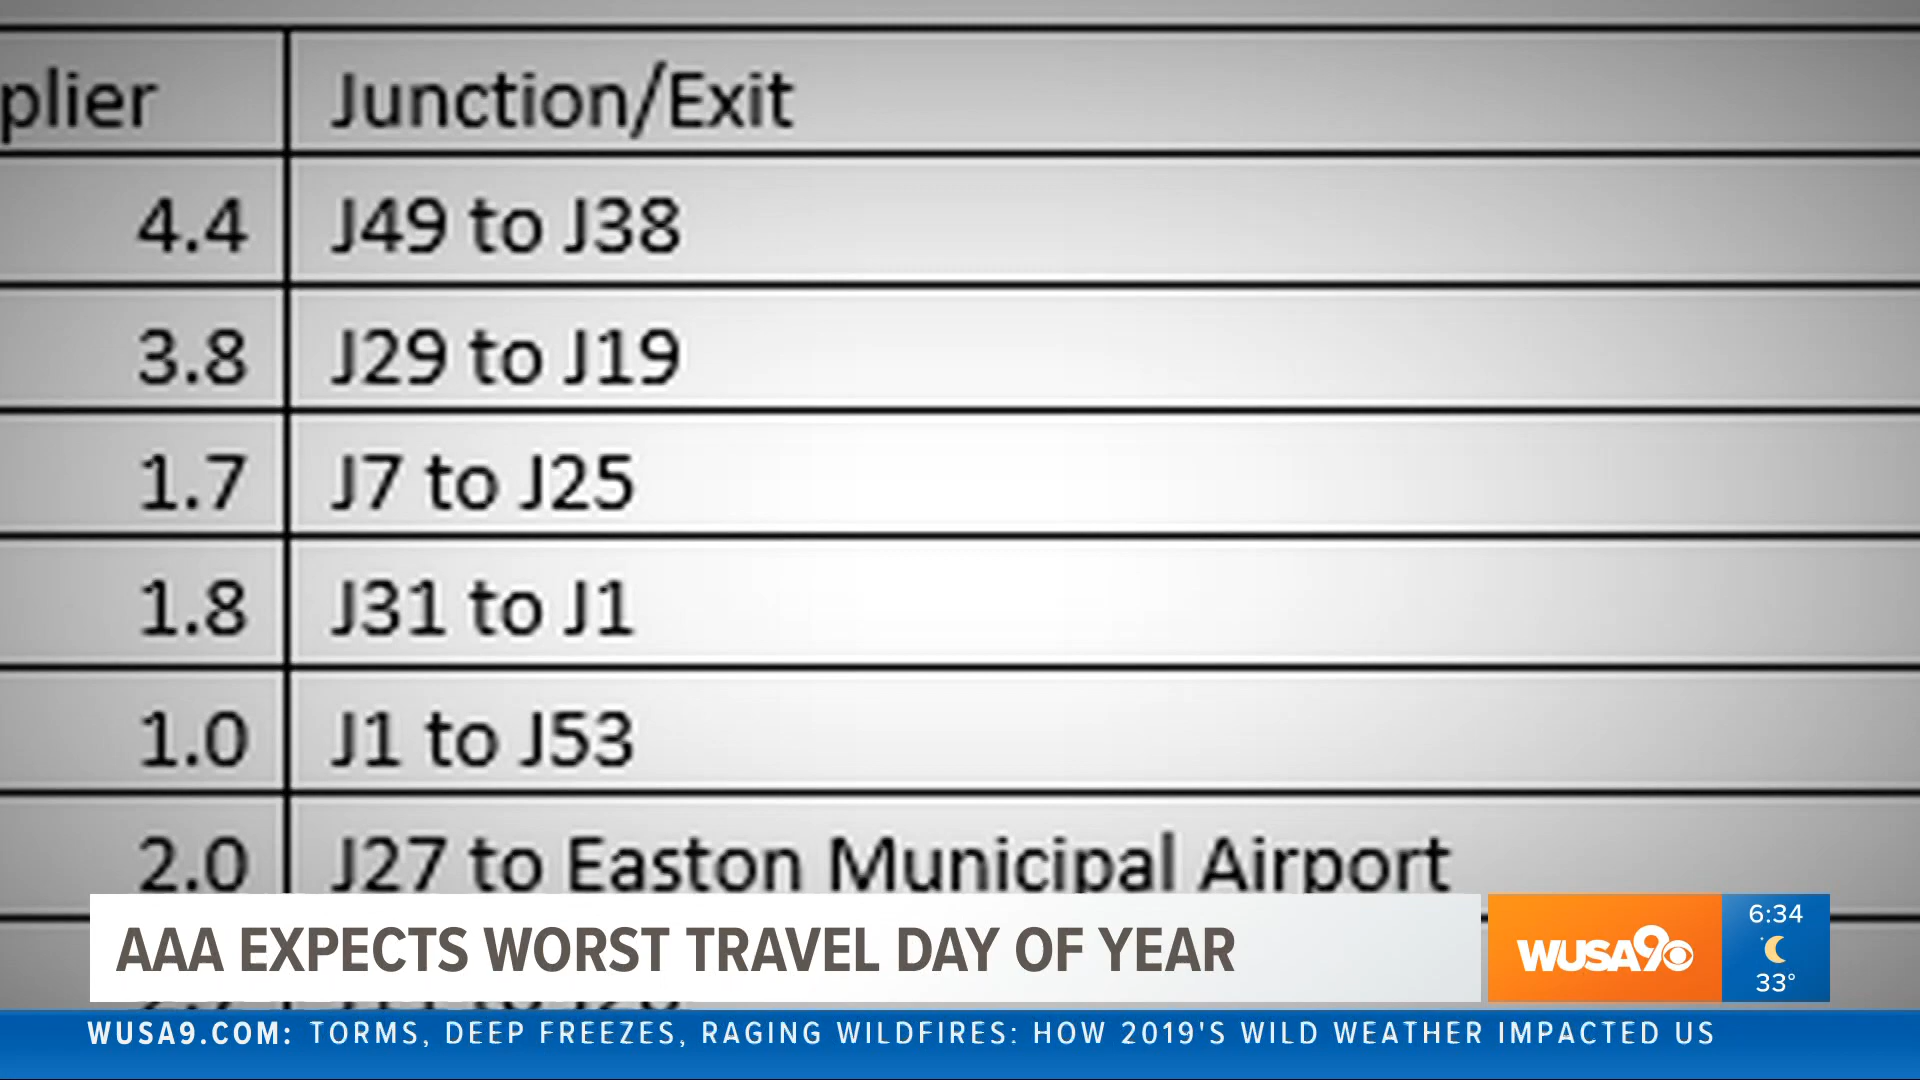 plier Junction/Exit
4.4 J49 to J38
3.8 J29 to J19
1.7 J7 to J25
1.8 J31 to J1
1.0 J1 to J53
2.0 J27 to Easton Municipal Airport
AAA EXPECTS WORST TRAVEL DAY OF YEAR
WUSA9
6:34
33°
WUSA9.COM: TORMS, DEEP FREEZES, RAGING WILDFIRES: HOW 2019'S WILD WEATHER IMPACTED US